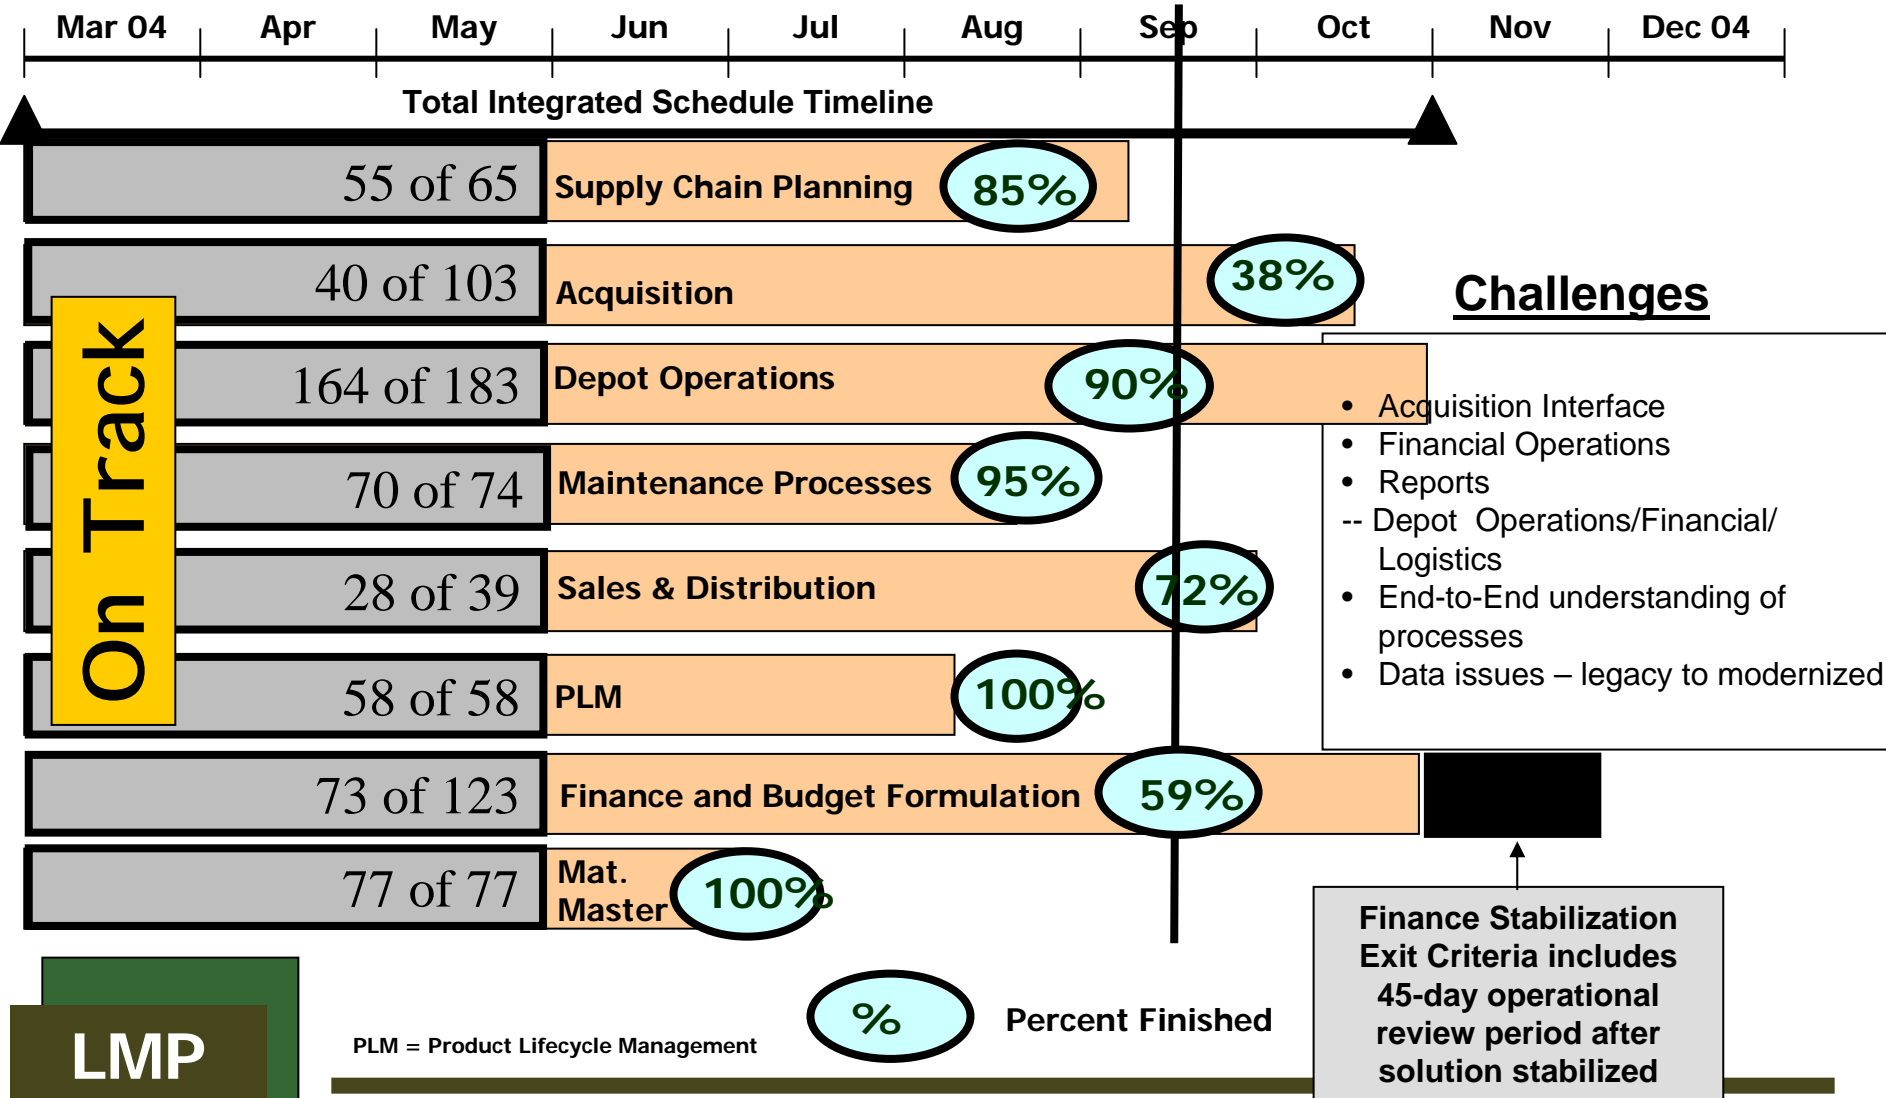 Mar 04 Apr May Jun Jul Aug Sep Oct Nov Dec 04
Total Integrated Schedule Timeline
55 of 65 Supply Chain Planning 85%
40 of 103 Acquisition 38%
164 of 183 Depot Operations 90%
70 of 74 Maintenance Processes 95%
28 of 39 Sales & Distribution 72%
58 of 58 PLM 100%
73 of 123 Finance and Budget Formulation 59%
77 of 77 Mat.
Master 100%
On Track
Challenges
• Acquisition Interface
• Financial Operations
• Reports
-- Depot Operations/Financial/
Logistics
• End-to-End understanding of
processes
• Data issues – legacy to modernized
Finance Stabilization
Exit Criteria includes
45-day operational
review period after
solution stabilized
% Percent Finished
PLM = Product Lifecycle Management
LMP